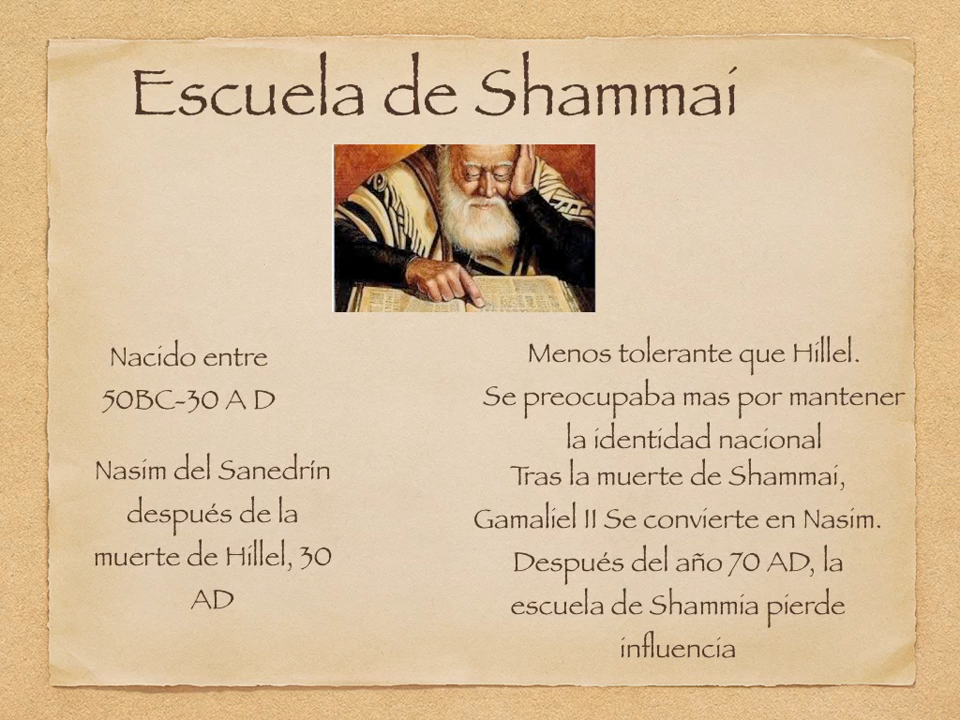 Escuela de Shammai
Nacido entre
50BC-30 A D
Nasim del Sanedrín
después de la
muerte de Hillel, 30
AD
Menos tolerante que Hillel.
Se preocupaba mas por mantener
la identidad nacional
Tras la muerte de Shammai,
Gamaliel II Se convierte en Nasim.
Después del año 70 AD, la
escuela de Shammia pierde
influencia